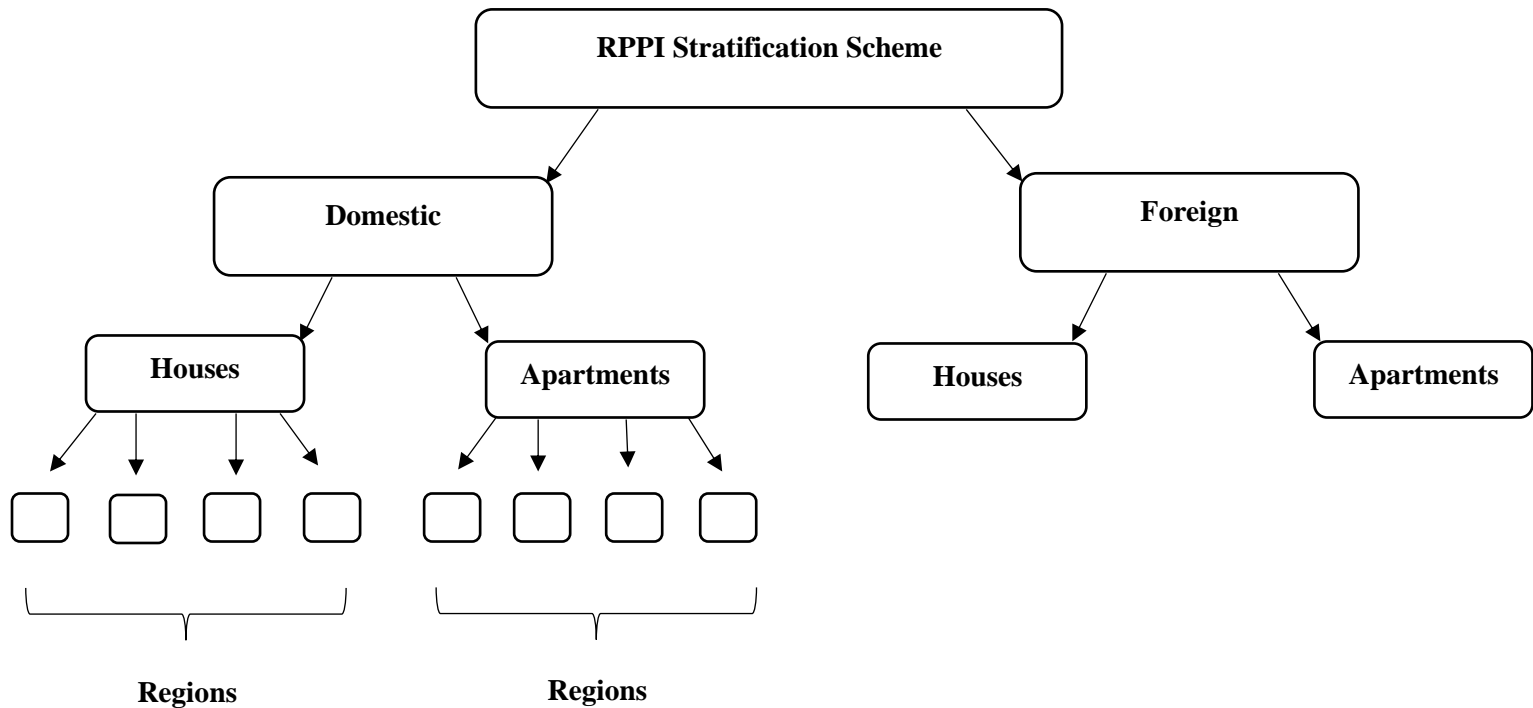 RPPI Stratification Scheme
Domestic
Foreign
Houses
Apartments
Houses
Apartments
Regions
Regions